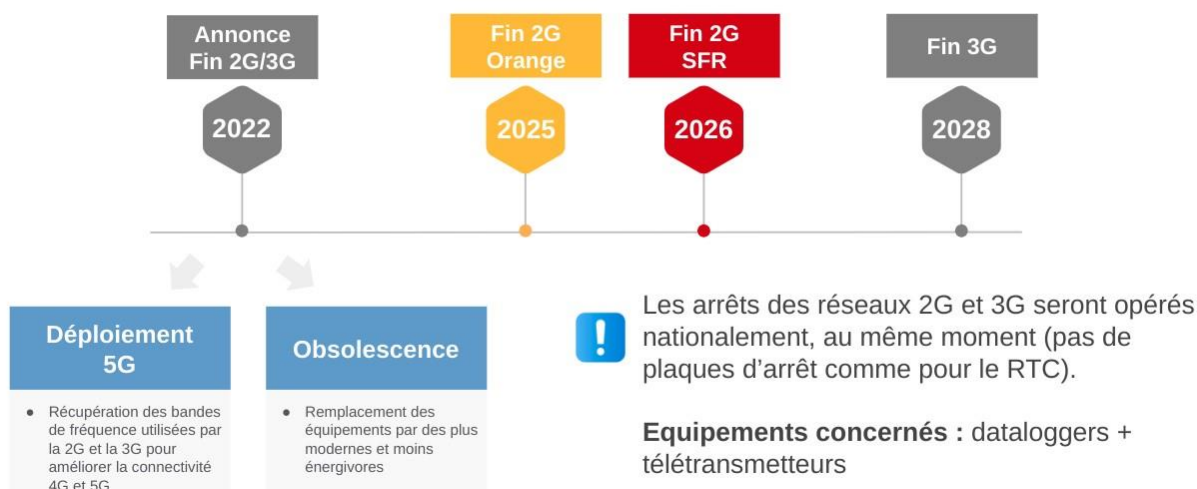 Annonce
Fin 2G/3G
Fin 2G
Orange
Fin 2G
SFR
Fin 3G
2022
2025
2026
2028
Déploiement
5G
Obsolescence
● Récupération des bandes
de fréquence utilisées par
la 2G et la 3G pour
améliorer la connectivité
4G et 5G
● Remplacement des
équipements par des plus
modernes et moins
énergivores
Les arrêts des réseaux 2G et 3G seront opérés
nationalement, au même moment (pas de
plaques d’arrêt comme pour le RTC).
Equipements concernés : dataloggers +
télétransmetteurs